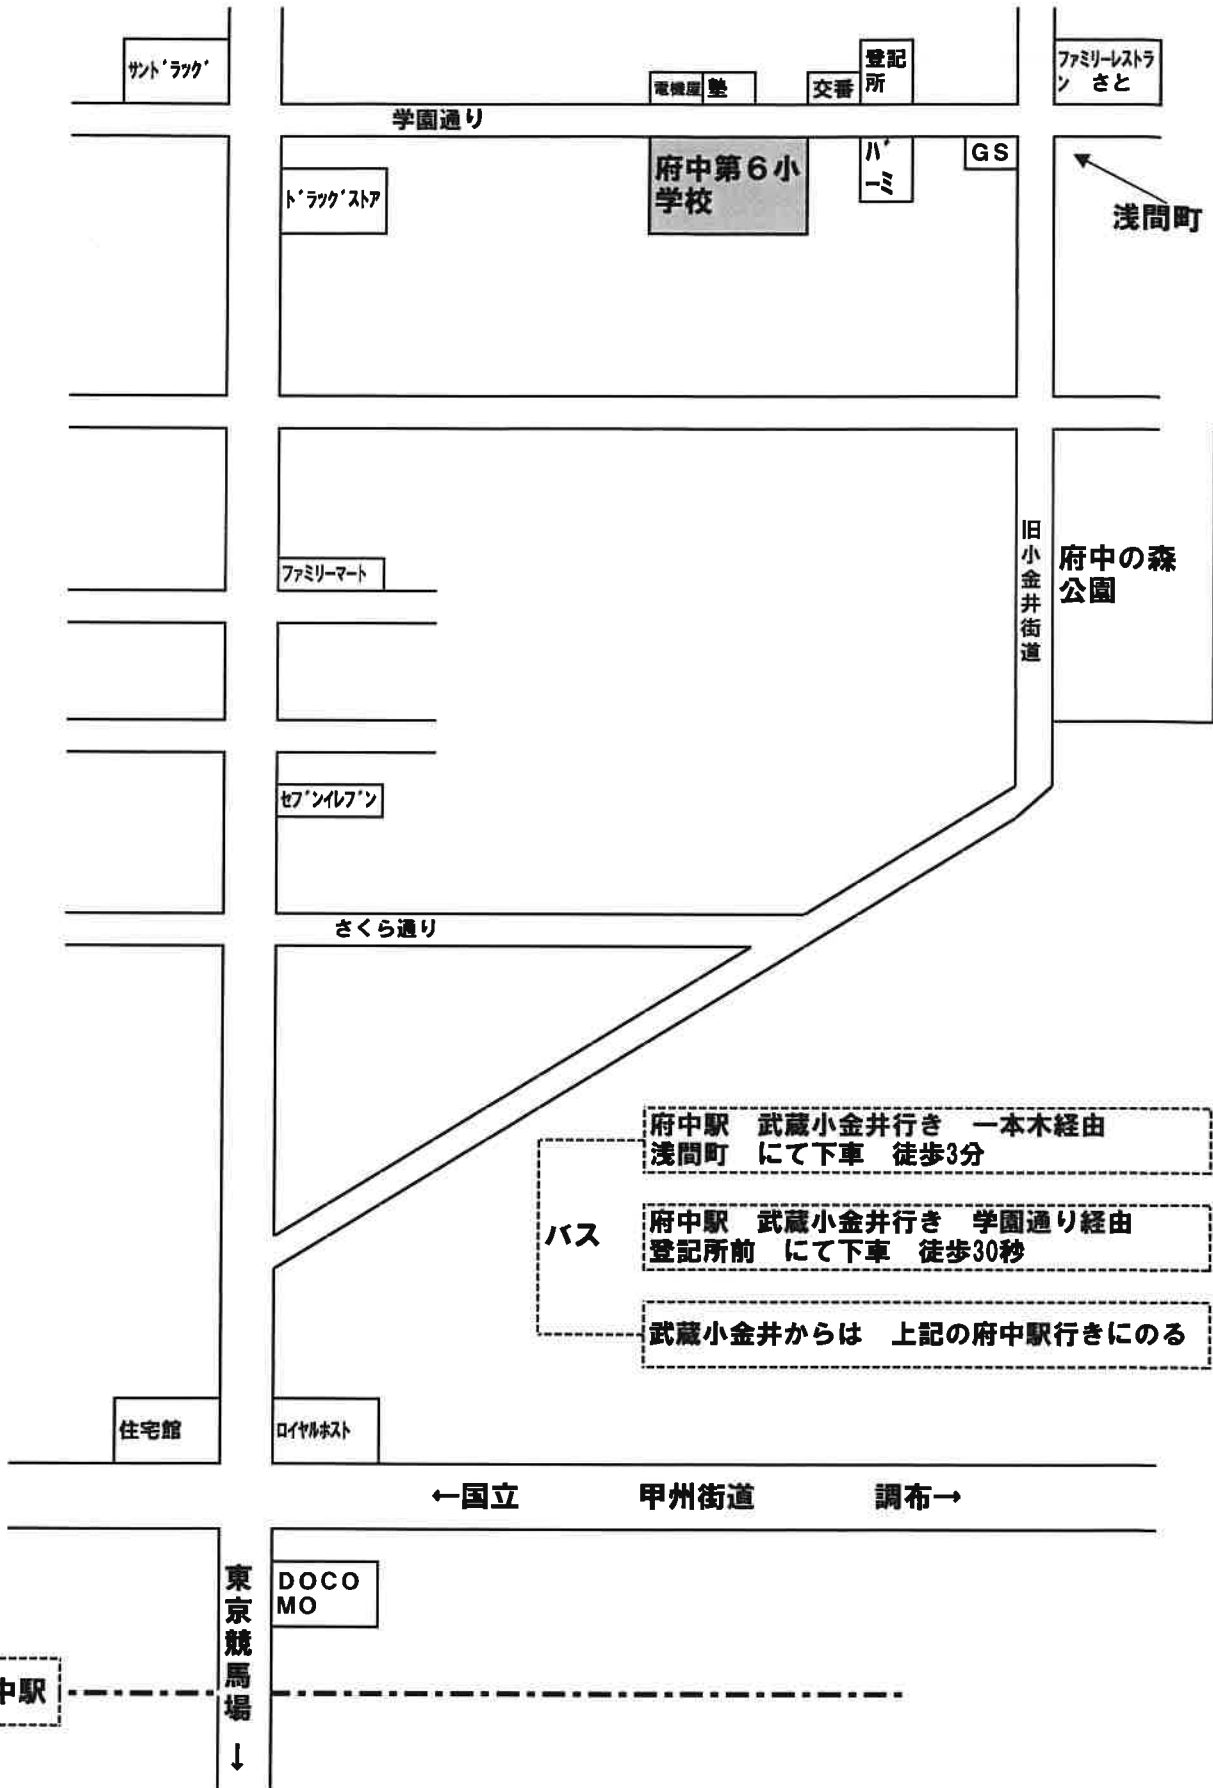 サンドラッグ
電機屋
塾
交番
登記
所
ファミリーレストラ
ン さと
学園通り
ドラッグストア
府中第6小
学校
バー
ミ
GS
浅間町
ファミリーマート
旧小金井街道
府中の森
公園
セブンイレブン
さくら通り
府中駅 武蔵小金井行き 一本木経由
浅間町 にて下車 徒歩3分
バス
府中駅 武蔵小金井行き 学園通り経由
登記所前 にて下車 徒歩30秒
武蔵小金井からは 上記の府中駅行きにのる
住宅館
ロイヤルホスト
←国立 甲州街道 調布→
東京競馬場↓
DOCO
MO
中駅